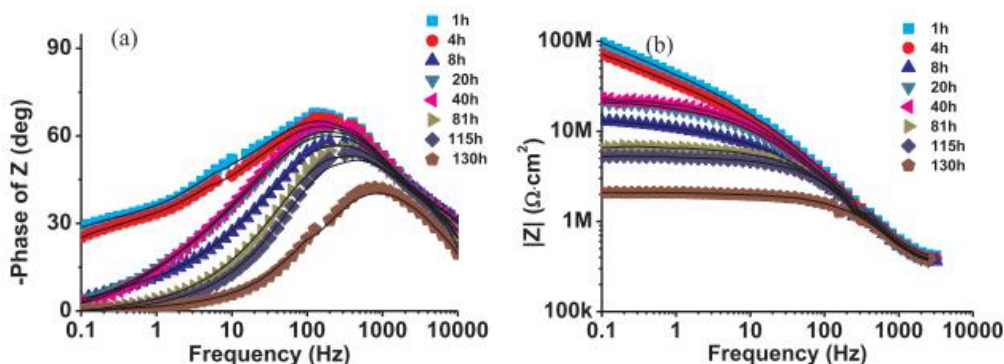 (a)
-Phase of Z (deg)
90
60
30
0
0.1 1 10 100 1000 10000
Frequency (Hz)
1h
4h
8h
20h
40h
81h
115h
130h
(b)
|Z| (Ω·cm²)
100M
10M
1M
100k
0.1 1 10 100 1000 10000
Frequency (Hz)
1h
4h
8h
20h
40h
81h
115h
130h